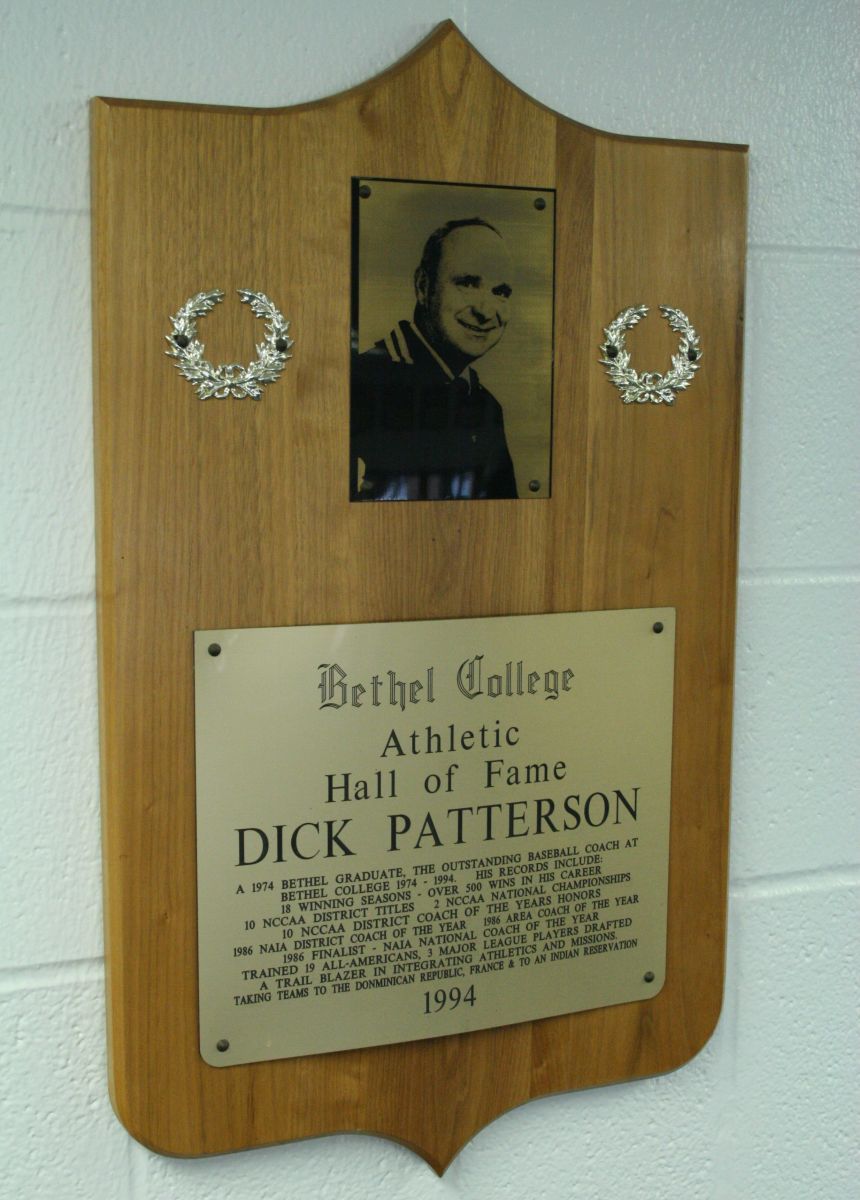 Bethel College
Athletic
Hall of Fame
DICK PATTERSON
A 1974 BETHEL GRADUATE, THE OUTSTANDING BASEBALL COACH AT
BETHEL COLLEGE 1974 - 1994. HIS RECORDS INCLUDE:
18 WINNING SEASONS - OVER 500 WINS IN HIS CAREER
10 NCCAA DISTRICT TITLES 2 NCCAA NATIONAL CHAMPIONSHIPS
10 NCCAA DISTRICT COACH OF THE YEARS HONORS
1986 NAIA DISTRICT COACH OF THE YEAR 1986 AREA COACH OF THE YEAR
1986 FINALIST - NAIA NATIONAL COACH OF THE YEAR
TRAINED 19 ALL-AMERICANS, 3 MAJOR LEAGUE PLAYERS DRAFTED
A TRAIL BLAZER IN INTEGRATING ATHLETICS AND MISSIONS.
TAKING TEAMS TO THE DONMINICAN REPUBLIC, FRANCE & TO AN INDIAN RESERVATION
1994